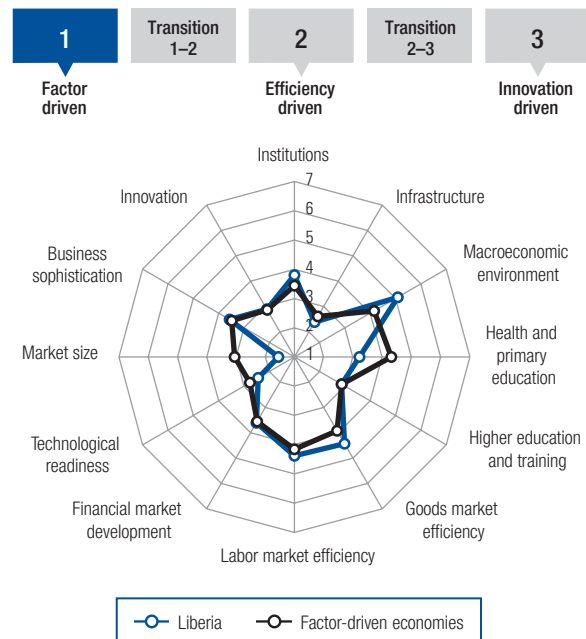 1
Transition
1–2
2
Transition
2–3
3
Factor
driven
Efficiency
driven
Innovation
driven
Institutions
Infrastructure
Macroeconomic
environment
Health and
primary
education
Higher education
and training
Goods market
efficiency
Labor market efficiency
Financial market
development
Technological
readiness
Market size
Business
sophistication
Innovation
7
6
5
4
3
2
1
Liberia
Factor-driven economies